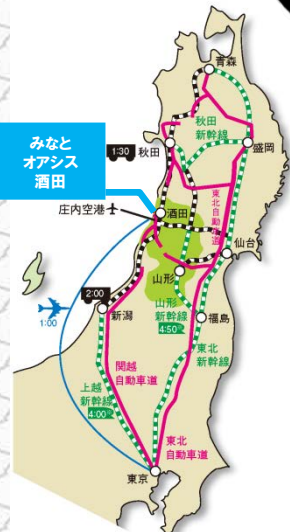 青森
秋田
新幹線
1:30
秋田
盛岡
みなと
オアシス
酒田
庄内空港
酒田
東北自動車道
仙台
山形
2:00
新潟
山形
新幹線
4:50
福島
1:00
東北
新幹線
関越
自動車道
上越
新幹線
4:00
東北
自動車道
東京